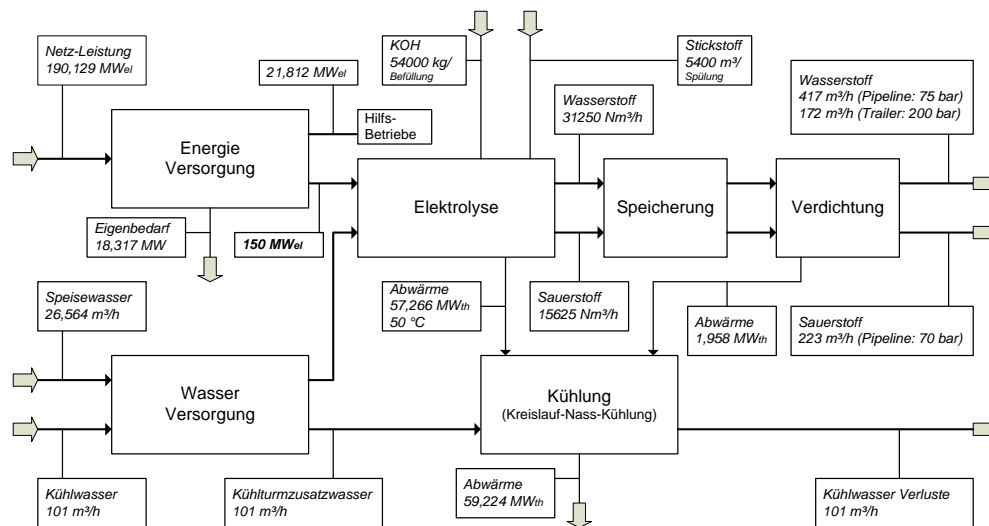 Netz-Leistung
190,129 MWel
21,812 MWel
KOH
54000 kg/
Befüllung
Stickstoff
5400 m³/
Spülung
Wasserstoff
31250 Nm³/h
Wasserstoff
417 m³/h (Pipeline: 75 bar)
172 m³/h (Trailer: 200 bar)
Hilfs-
Betriebe
Energie
Versorgung
Elektrolyse
Speicherung
Verdichtung
Eigenbedarf
18,317 MW
150 MWel
Speisewasser
26,564 m³/h
Abwärme
57,266 MWth
50 °C
Sauerstoff
15625 Nm³/h
Abwärme
1,958 MWth
Sauerstoff
223 m³/h (Pipeline: 70 bar)
Wasser
Versorgung
Kühlung
(Kreislauf-Nass-Kühlung)
Kühlwasser
101 m³/h
Kühlturmzusatzwasser
101 m³/h
Abwärme
59,224 MWth
Kühlwasser Verluste
101 m³/h